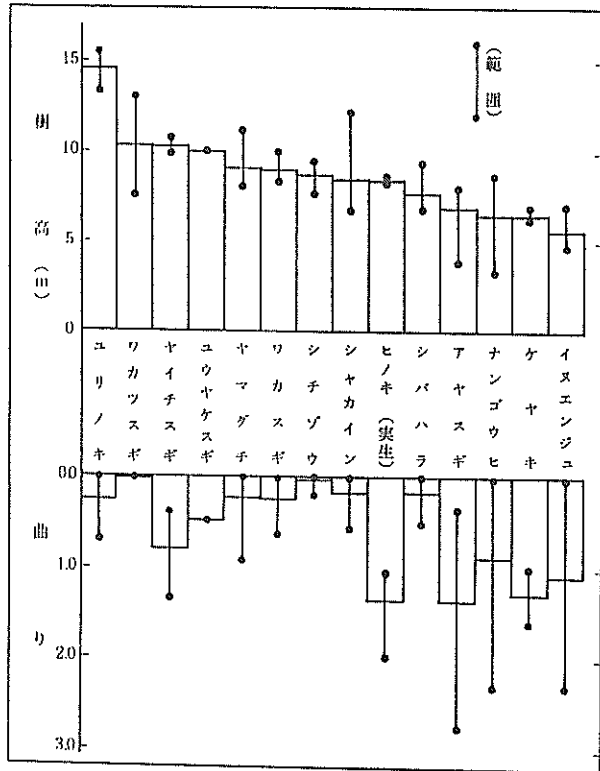 15
10
5
0
樹高(m)
(範囲)
ユリノキ
ワカツスギ
ヤイチスギ
ユウヤケスギ
ヤマグチ
ワカスギ
シチゾウ
シャカイン
ヒノキ(実生)
シバハラ
アヤスギ
ナンゴウヒ
ケヤキ
イヌエンジュ
0.0
1.0
2.0
3.0
曲り